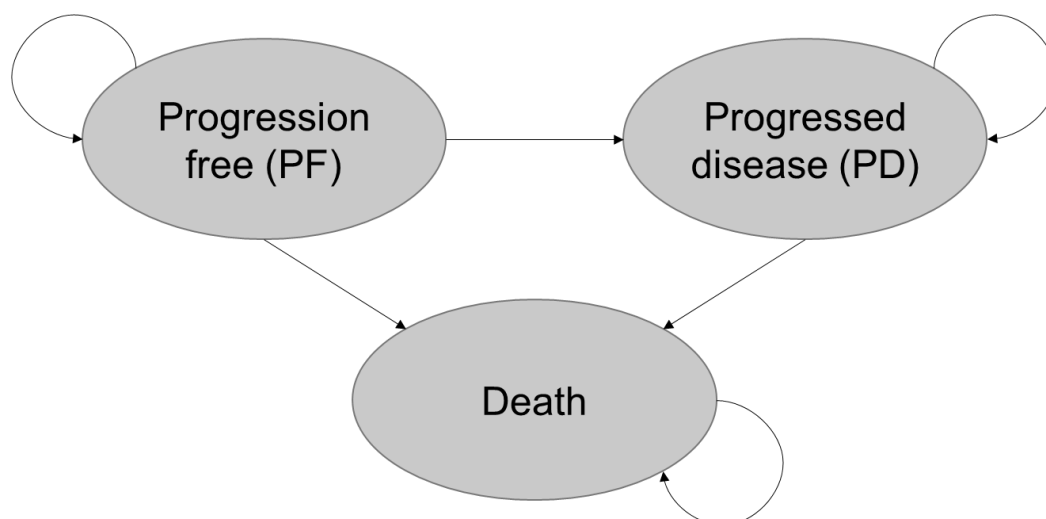 Progression
free (PF)
Progressed
disease (PD)
Death